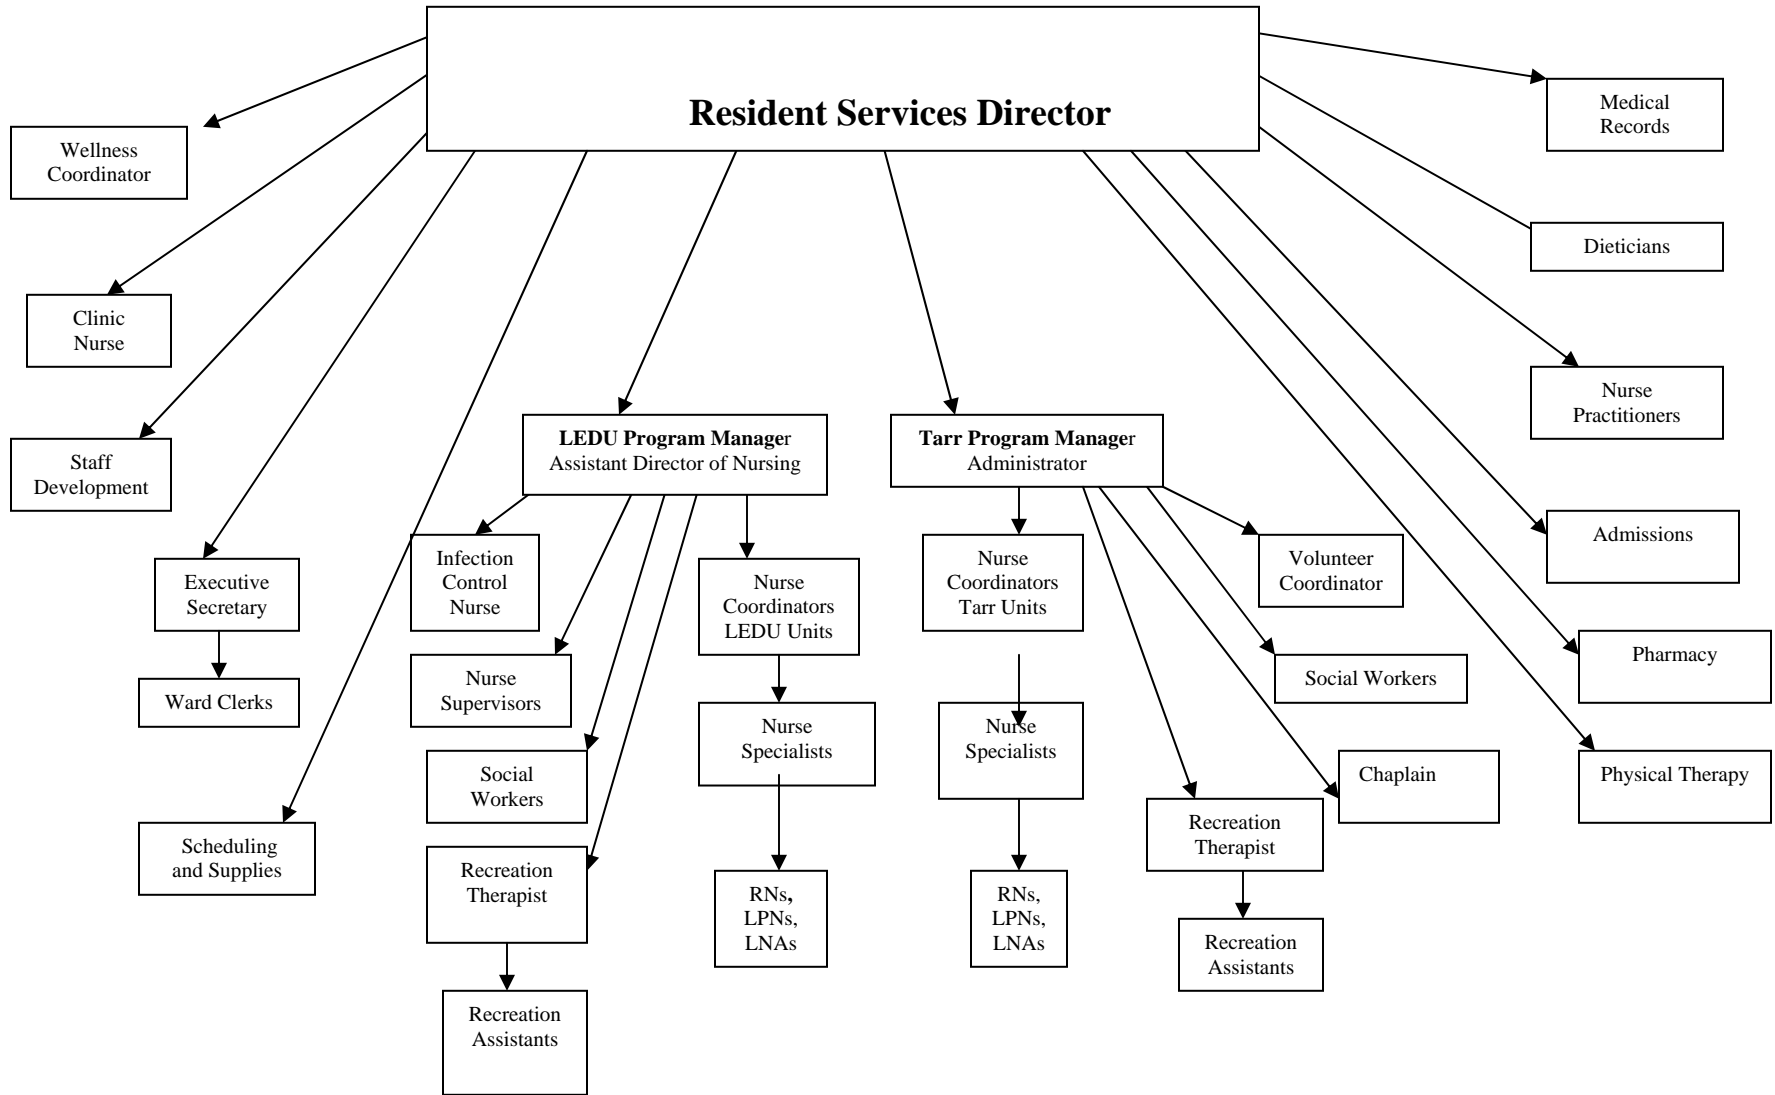 Resident Services Director
Medical
Records
Wellness
Coordinator
Dieticians
Clinic
Nurse
Nurse
Practitioners
LEDU Program Manager
Assistant Director of Nursing
Tarr Program Manager
Administrator
Staff
Development
Admissions
Executive
Secretary
Infection
Control
Nurse
Nurse
Coordinators
LEDU Units
Nurse
Coordinators
Tarr Units
Volunteer
Coordinator
Pharmacy
Ward Clerks
Nurse
Supervisors
Social Workers
Nurse
Specialists
Nurse
Specialists
Social
Workers
Chaplain
Physical Therapy
Scheduling
and Supplies
Recreation
Therapist
Recreation
Therapist
RNs,
LPNs,
LNAs
RNs,
LPNs,
LNAs
Recreation
Assistants
Recreation
Assistants